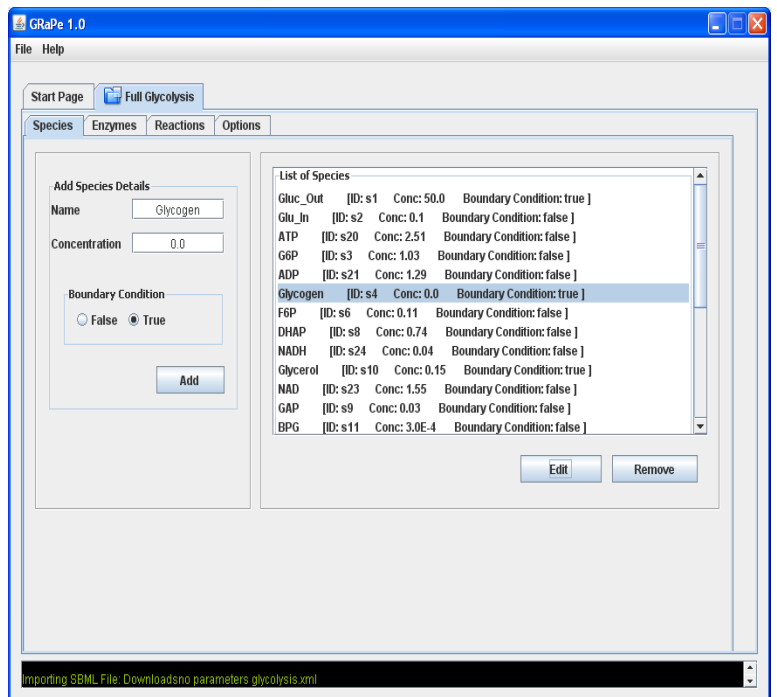 GRaPe 1.0
File Help
Start Page Full Glycolysis
Species Enzymes Reactions Options
Add Species Details
Name Glycogen
Concentration 0.0
Boundary Condition
False True
Add
List of Species
Gluc_Out [ID: s1 Conc: 50.0 Boundary Condition: true ]
Glu_In [ID: s2 Conc: 0.1 Boundary Condition: false ]
ATP [ID: s20 Conc: 2.51 Boundary Condition: false ]
G6P [ID: s3 Conc: 1.03 Boundary Condition: false ]
ADP [ID: s21 Conc: 1.29 Boundary Condition: false ]
Glycogen [ID: s4 Conc: 0.0 Boundary Condition: true ]
F6P [ID: s6 Conc: 0.11 Boundary Condition: false ]
DHAP [ID: s8 Conc: 0.74 Boundary Condition: false ]
NADH [ID: s24 Conc: 0.04 Boundary Condition: false ]
Glycerol [ID: s10 Conc: 0.15 Boundary Condition: true ]
NAD [ID: s23 Conc: 1.55 Boundary Condition: false ]
GAP [ID: s9 Conc: 0.03 Boundary Condition: false ]
BPG [ID: s11 Conc: 3.0E-4 Boundary Condition: false ]
Edit Remove
Importing SBML File: Downloadsno parameters glycolysis.xml